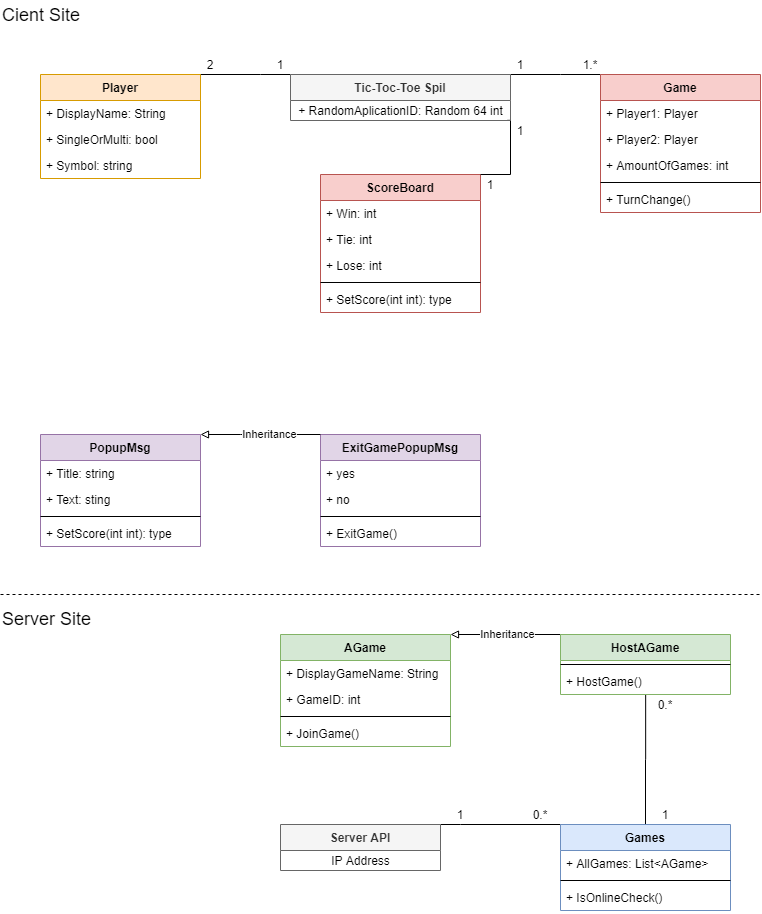 Cient Site
2
1
1
1.*
Player
+ DisplayName: String
+ SingleOrMulti: bool
+ Symbol: string
Tic-Toc-Toe Spil
+ RandomAplicationID: Random 64 int
1
1
Game
+ Player1: Player
+ Player2: Player
+ AmountOfGames: int
+ TurnChange()
ScoreBoard
+ Win: int
+ Tie: int
+ Lose: int
+ SetScore(int int): type
PopupMsg
+ Title: string
+ Text: sting
+ SetScore(int int): type
Inheritance
ExitGamePopupMsg
+ yes
+ no
+ ExitGame()
Server Site
AGame
+ DisplayGameName: String
+ GameID: int
+ JoinGame()
Inheritance
HostAGame
+ HostGame()
0.*
1
1
0.*
Server API
IP Address
Games
+ AllGames: List<AGame>
+ IsOnlineCheck()